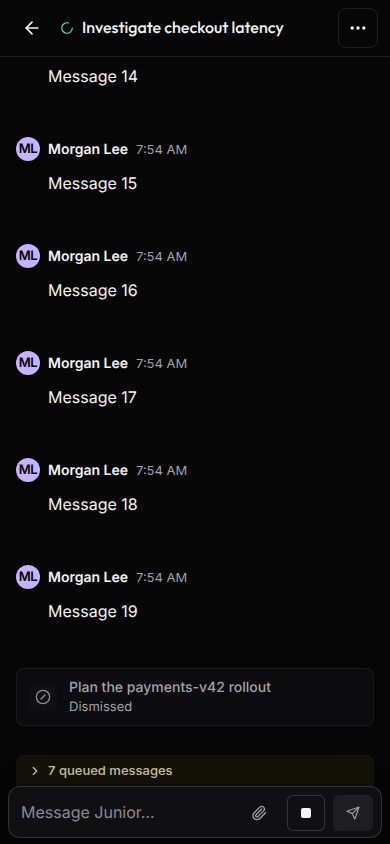 Investigate checkout latency
Message 14
ML Morgan Lee 7:54 AM
Message 15
ML Morgan Lee 7:54 AM
Message 16
ML Morgan Lee 7:54 AM
Message 17
ML Morgan Lee 7:54 AM
Message 18
ML Morgan Lee 7:54 AM
Message 19
Plan the payments-v42 rollout
Dismissed
7 queued messages
Message Junior...